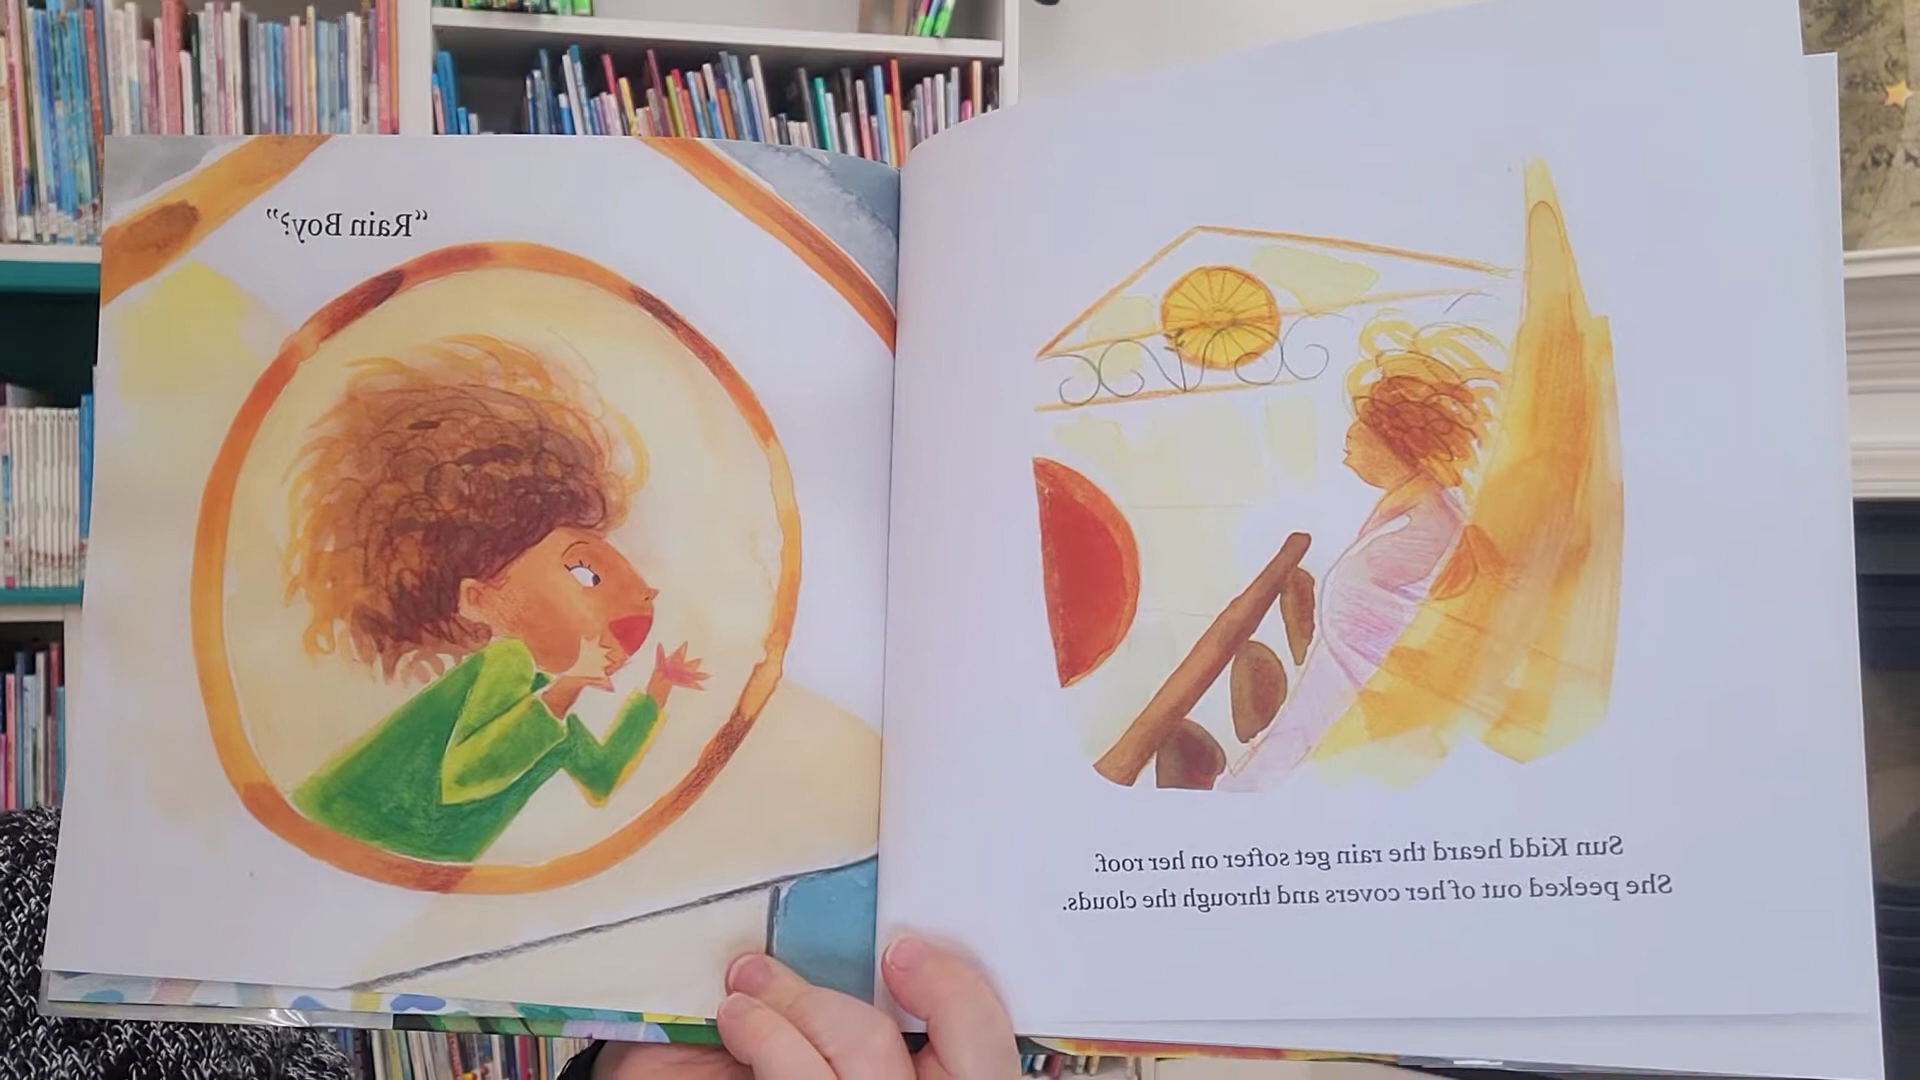 Sun Kidd heard the rain get softer on her roof.
She peeked out of her covers and through the clouds.
“Rain Boy?”